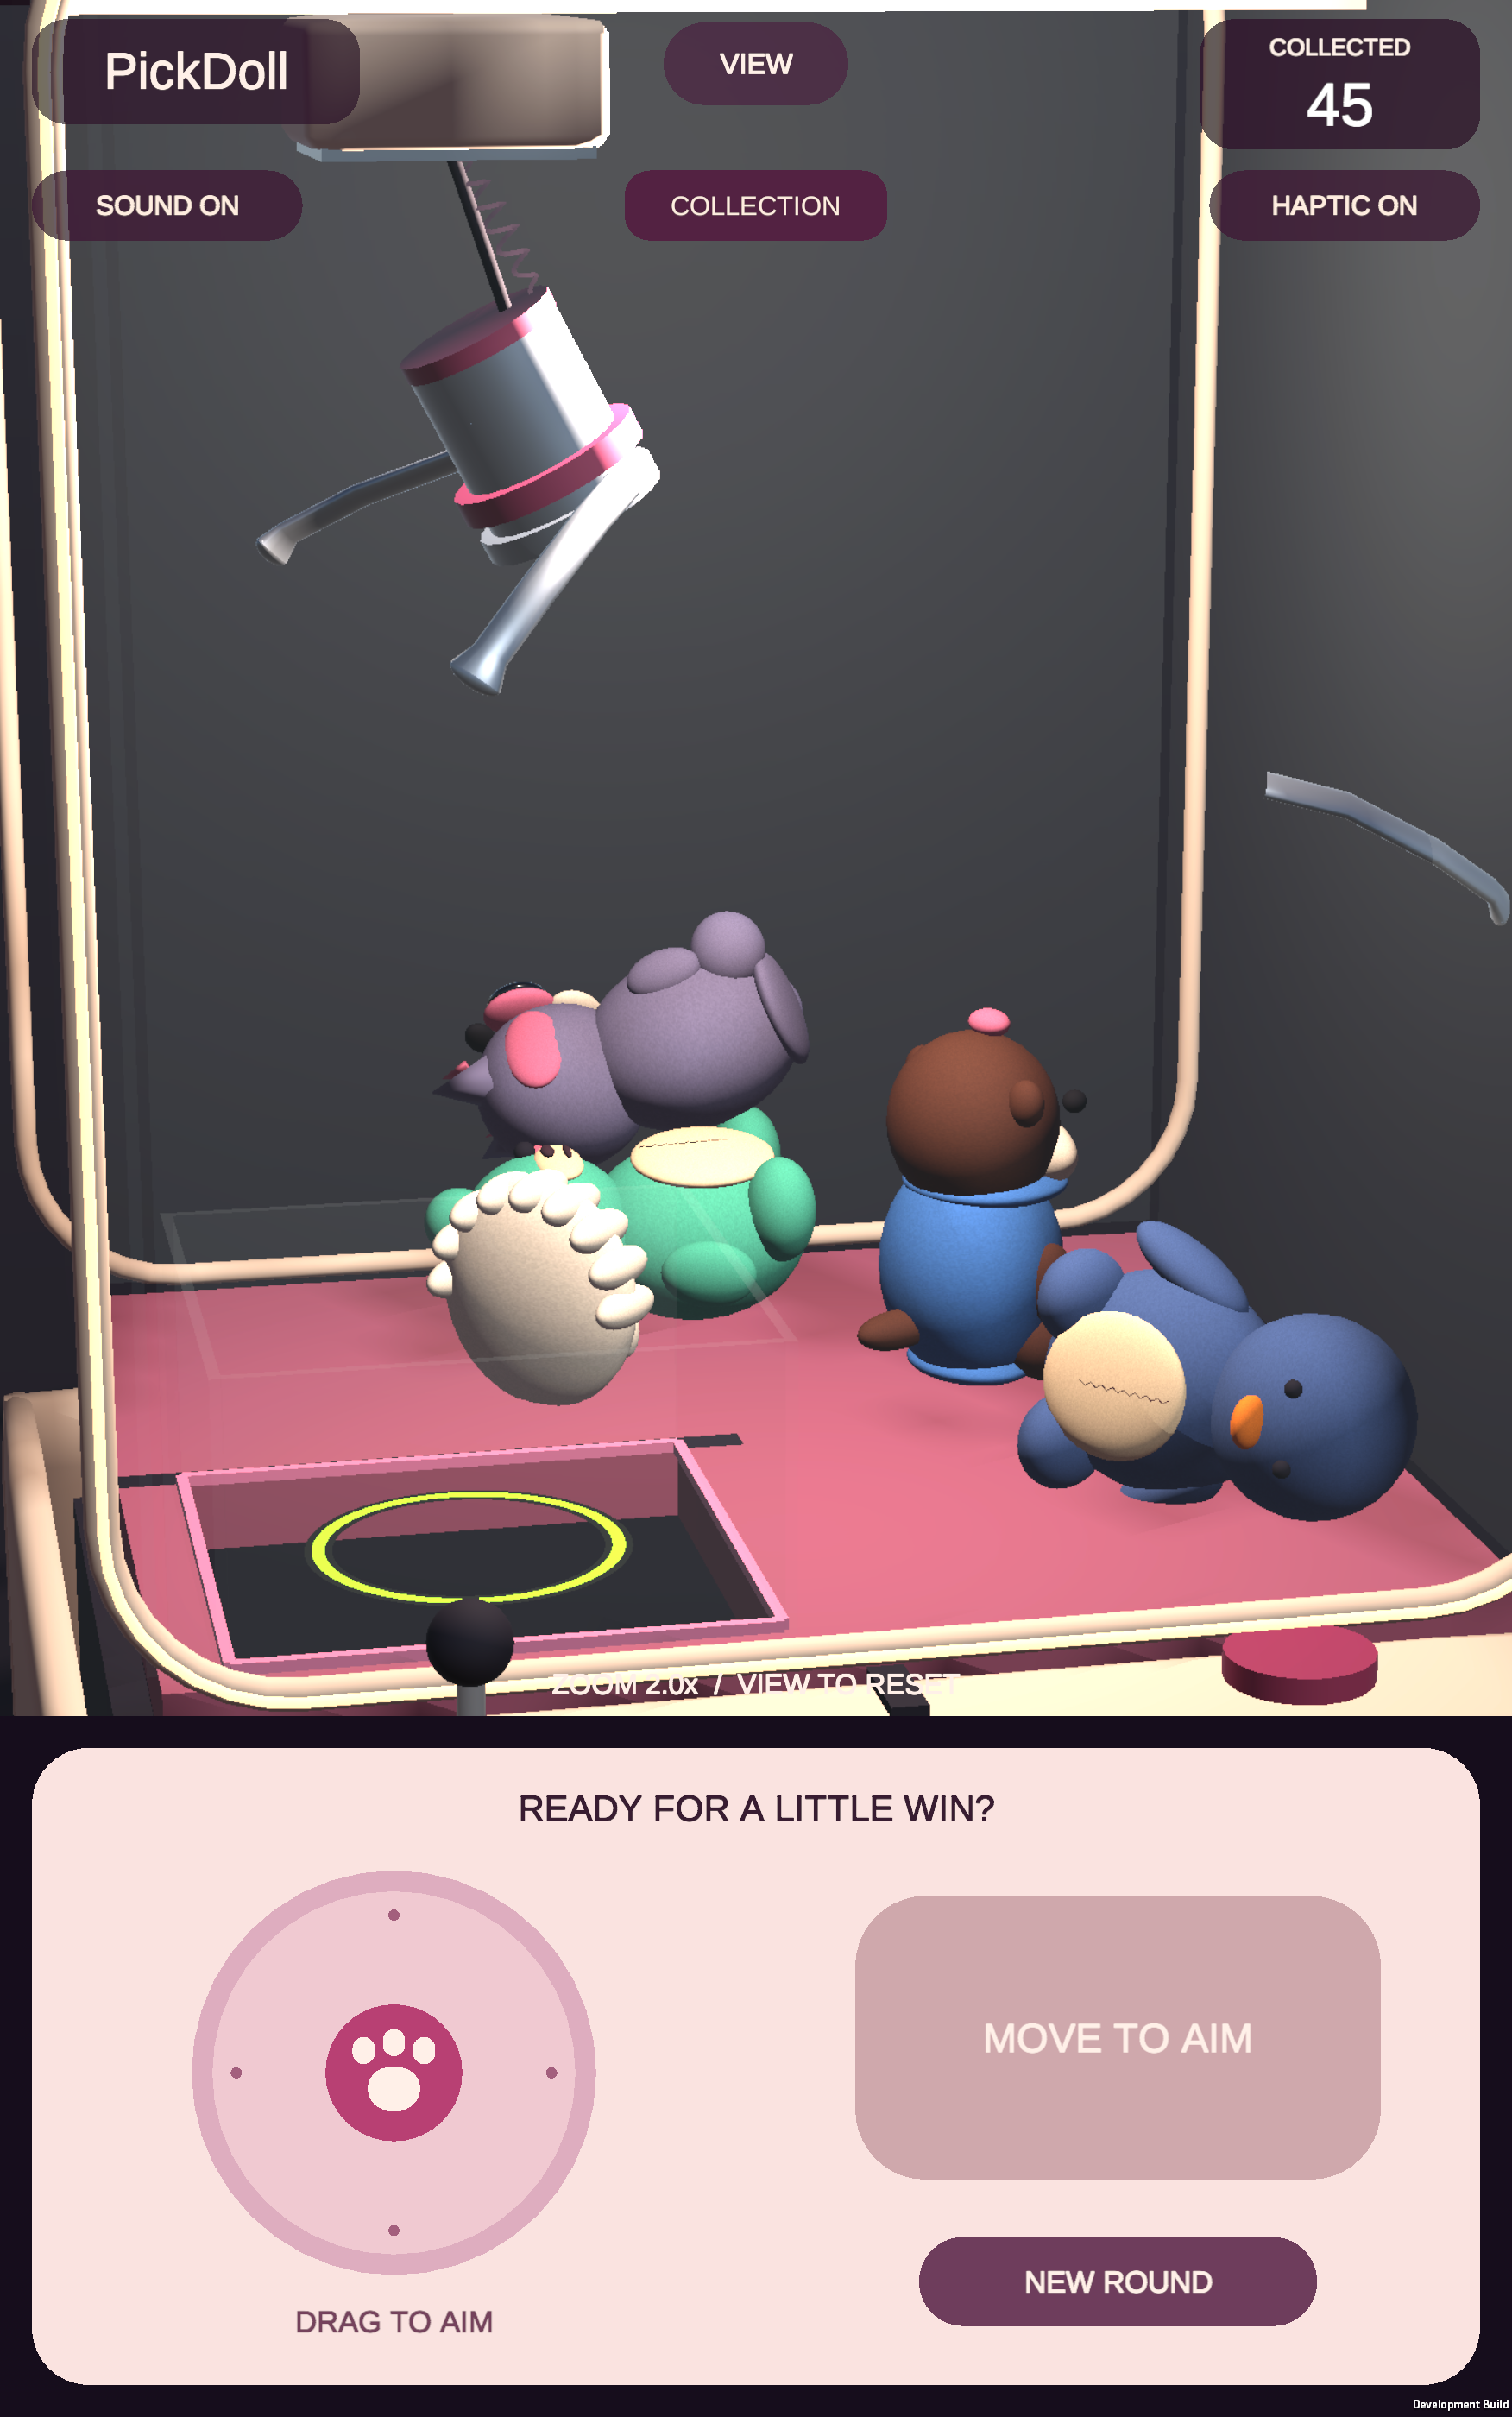 PickDoll
VIEW
COLLECTED
45
SOUND ON
COLLECTION
HAPTIC ON
ZOOM 2.0x / VIEW TO RESET
READY FOR A LITTLE WIN?
MOVE TO AIM
NEW ROUND
DRAG TO AIM
Development Build